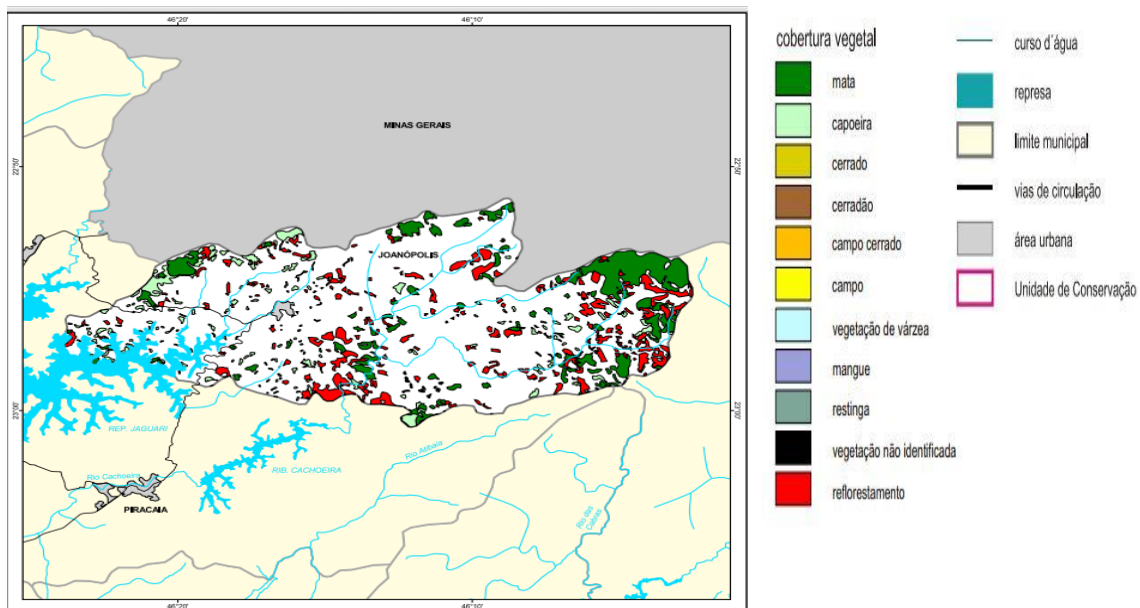 46°20'
46°10'
22°50'
22°50'
MINAS GERAIS
JOANÓPOLIS
23°00'
23°00'
REP. JAGUARI
Rio Cachoeira
RIB. CACHOEIRA
Rio Atibaia
PIRACAIA
Rio das Cobras
46°20'
46°10'
cobertura vegetal
mata
capoeira
cerrado
cerradão
campo cerrado
campo
vegetação de várzea
mangue
restinga
vegetação não identificada
reflorestamento
curso d´água
represa
limite municipal
vias de circulação
área urbana
Unidade de Conservação